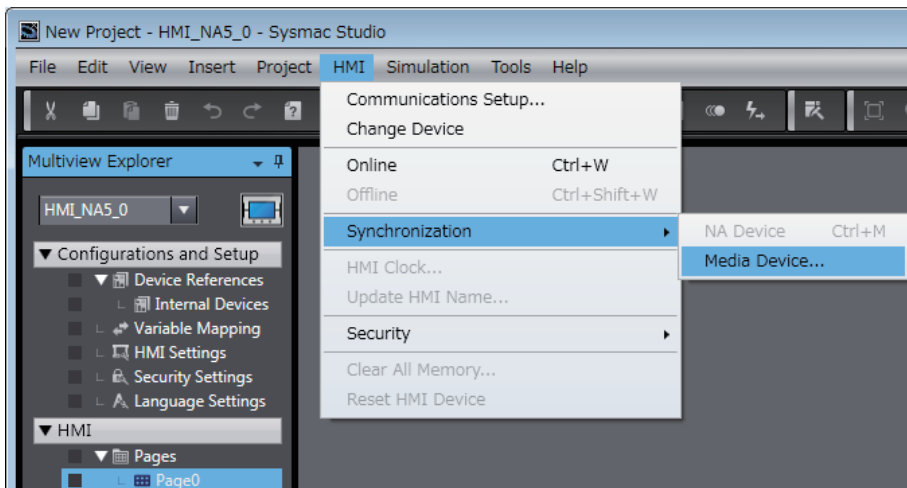 New Project - HMI_NA5_0 - Sysmac Studio
File Edit View Insert Project HMI Simulation Tools Help
Communications Setup...
Change Device
Multiview Explorer
Online Ctrl+W
Offline Ctrl+Shift+W
HMI_NA5_0
Synchronization
NA Device Ctrl+M
Media Device...
Configurations and Setup
HMI Clock...
Device References
Update HMI Name...
Internal Devices
Variable Mapping
Security
HMI Settings
Clear All Memory...
Security Settings
Reset HMI Device
Language Settings
HMI
Pages
Page0